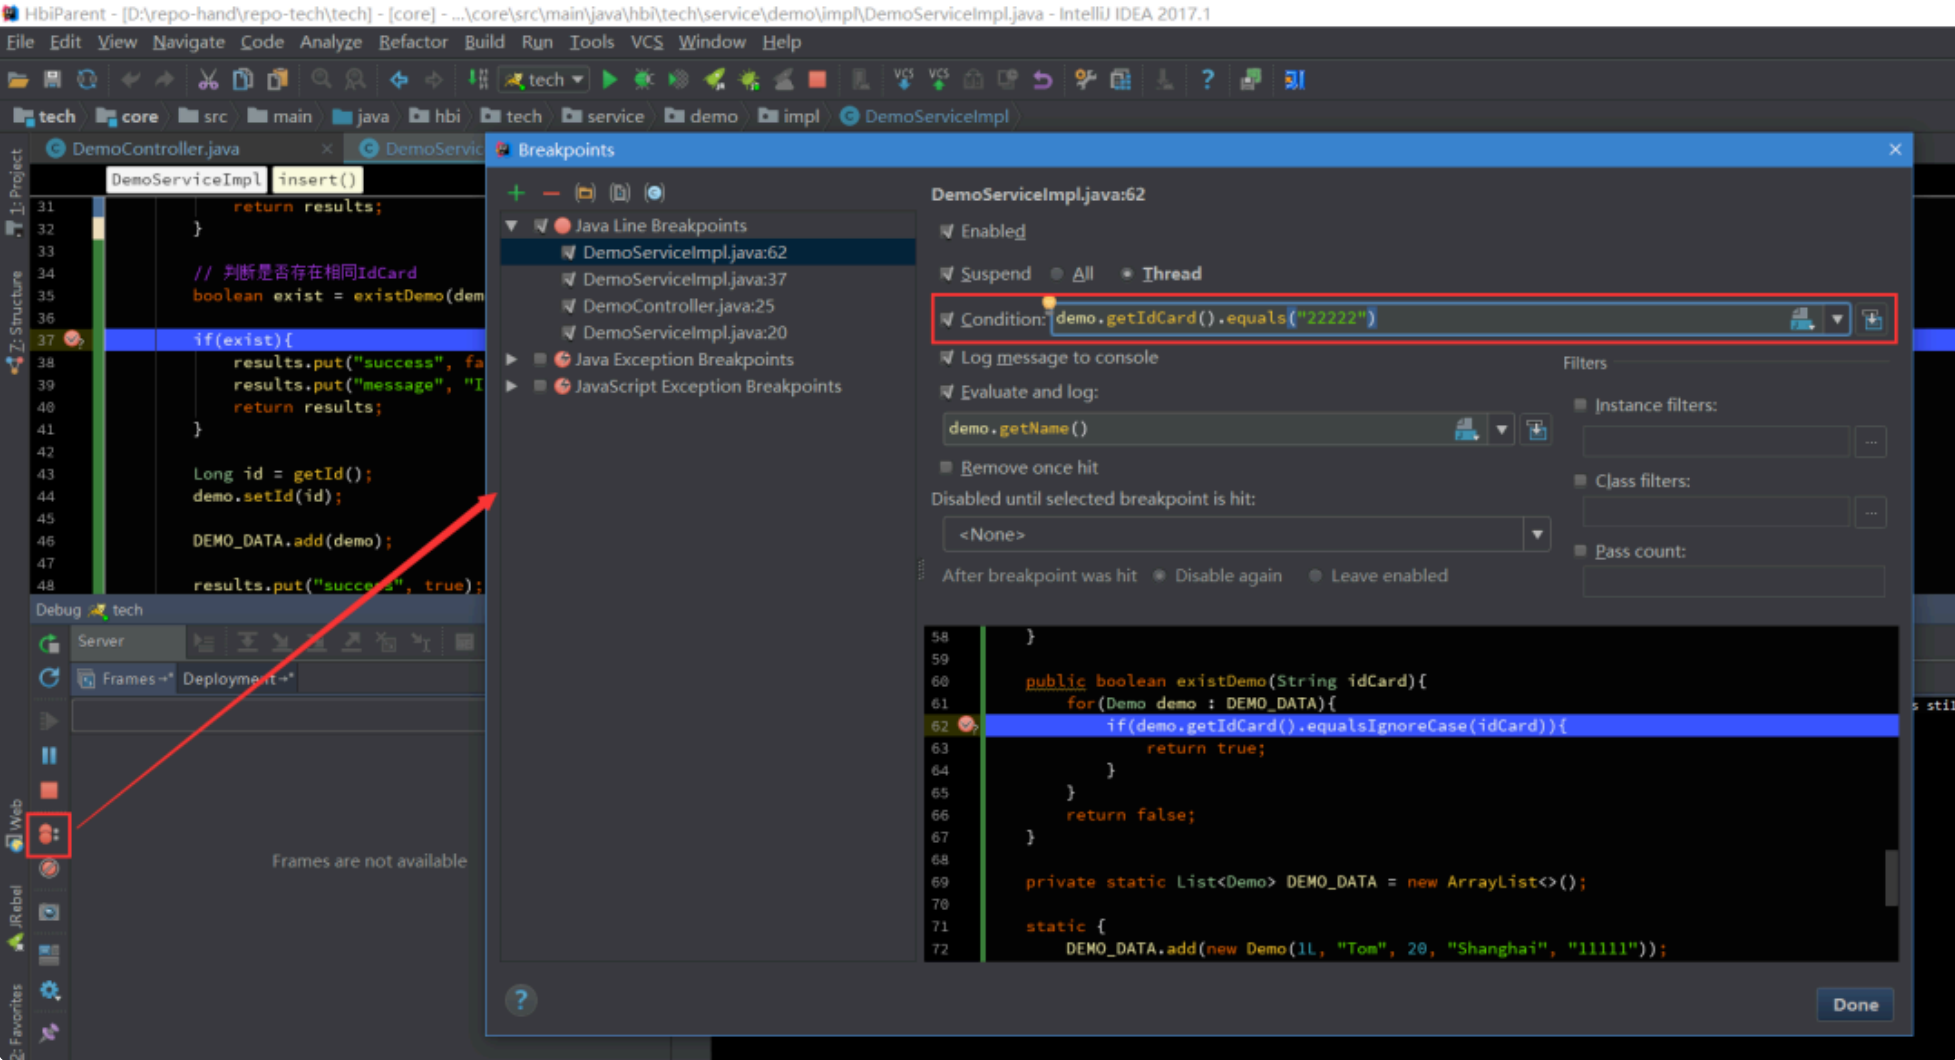 HbiParent - [D:\repo-hand\repo-tech\tech] - [core] - ...\core\src\main\java\hbi\tech\service\demo\impl\DemoServiceImpl.java - IntelliJ IDEA 2017.1
File Edit View Navigate Code Analyze Refactor Build Run Tools VCS Window Help
tech
VCS VCS
tech core src main java hbi tech service demo impl DemoServiceImpl
DemoController.java
DemoServic
1: Project
Z: Structure
Web
JRebel
2: Favorites
DemoServiceImpl insert()
31 return results;
32 }
33
34 // 判断是否存在相同IdCard
35 boolean exist = existDemo(dem
36
37 if(exist){
38 results.put("success", fa
39 results.put("message", "I
40 return results;
41 }
42
43 Long id = getId();
44 demo.setId(id);
45
46 DEMO_DATA.add(demo);
47
48 results.put("success", true);
Debug tech
Server
Frames Deployment
Frames are not available
Breakpoints
Java Line Breakpoints
DemoServiceImpl.java:62
DemoServiceImpl.java:37
DemoController.java:25
DemoServiceImpl.java:20
Java Exception Breakpoints
JavaScript Exception Breakpoints
DemoServiceImpl.java:62
Enabled
Suspend All Thread
Condition: demo.getIdCard().equals("22222")
Log message to console
Evaluate and log:
demo.getName()
Remove once hit
Disabled until selected breakpoint is hit:
<None>
After breakpoint was hit Disable again Leave enabled
Filters
Instance filters:
...
Class filters:
...
Pass count:
58 }
59
60 public boolean existDemo(String idCard){
61 for(Demo demo : DEMO_DATA){
62 if(demo.getIdCard().equalsIgnoreCase(idCard)){
63 return true;
64 }
65 }
66 return false;
67 }
68
69 private static List<Demo> DEMO_DATA = new ArrayList<>();
70
71 static {
72 DEMO_DATA.add(new Demo(1L, "Tom", 20, "Shanghai", "11111"));
s stil
? Done